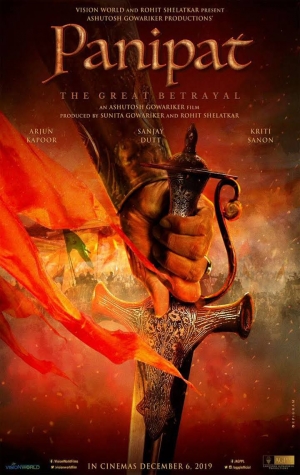 VISION WORLD AND ROHIT SHELATKAR PRESENT
ASHUTOSH GOWARIKER PRODUCTIONS'
Panipat
THE GREAT BETRAYAL
AN ASHUTOSH GOWARIKER FILM
PRODUCED BY SUNITA GOWARIKER AND ROHIT SHELATKAR
ARJUN KAPOOR
SANJAY DUTT
KRITI SANON
VISIONWORLD
IN CINEMAS DECEMBER 6, 2019